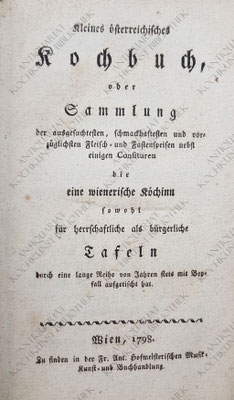 Kleines österreichisches
Kochbuch,
oder
Sammlung
der ausgesuchtesten, schmackhaftesten und vor-
züglichsten Fleisch- und Fastenspeisen nebst
einigen Confituren
die
eine wienerische Köchinn
sowohl
für herrschaftliche als bürgerliche
Tafeln
durch eine lange Reihe von Jahren stets mit Bey-
fall aufgetischt hat.
Wien, 1798.
Zu finden in der Fr. Ant. Hofmeisterischen Musik-
Kunst- und Buchhandlung.